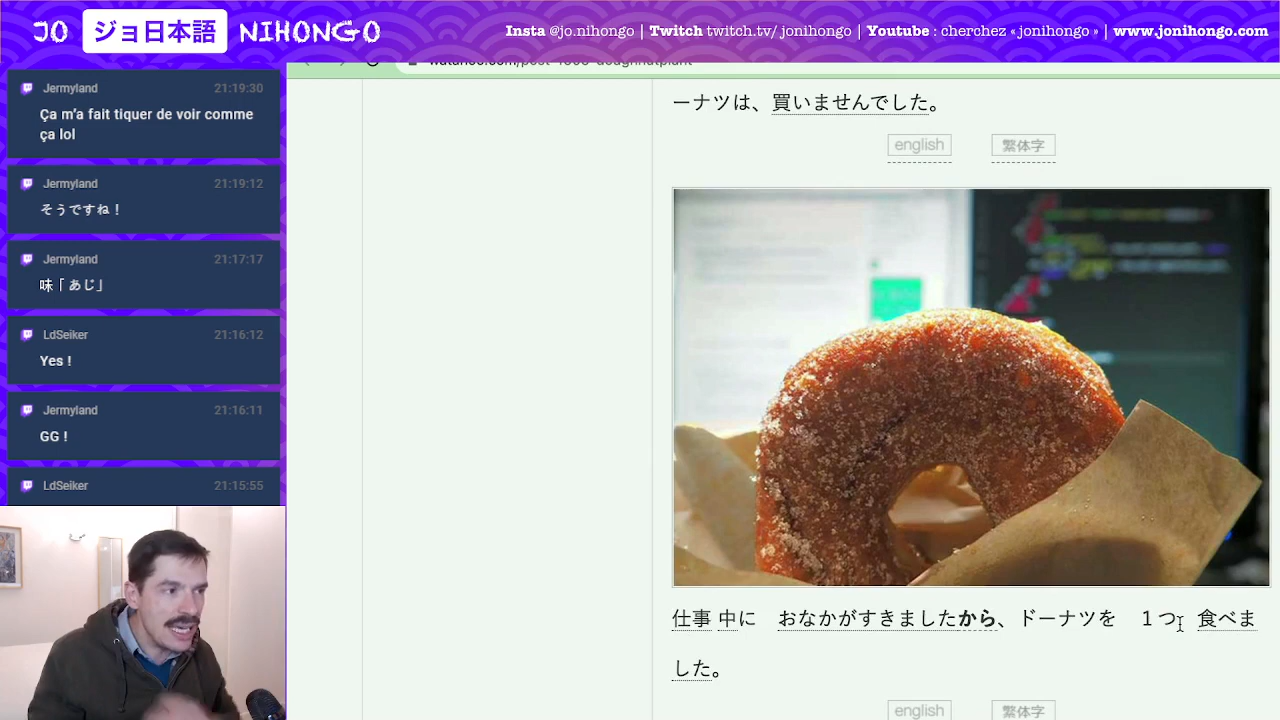 JO ジョ日本語 NIHONGO
Insta @jo.nihongo | Twitch twitch.tv/ jonihongo | Youtube : cherchez « jonihongo » | www.jonihongo.com
Jermyland 21:19:30
Ça m'a fait tiquer de voir comme
ça lol
Jermyland 21:19:12
そうですね！
Jermyland 21:17:17
味「あじ」
LdSeiker 21:16:12
Yes !
Jermyland 21:16:11
GG !
LdSeiker 21:15:55
ーナツは、買いませんでした。
english 繁体字
仕事 中に　おなかがすきましたから、ドーナツを　１つ　食べま
した。
english 繁体字